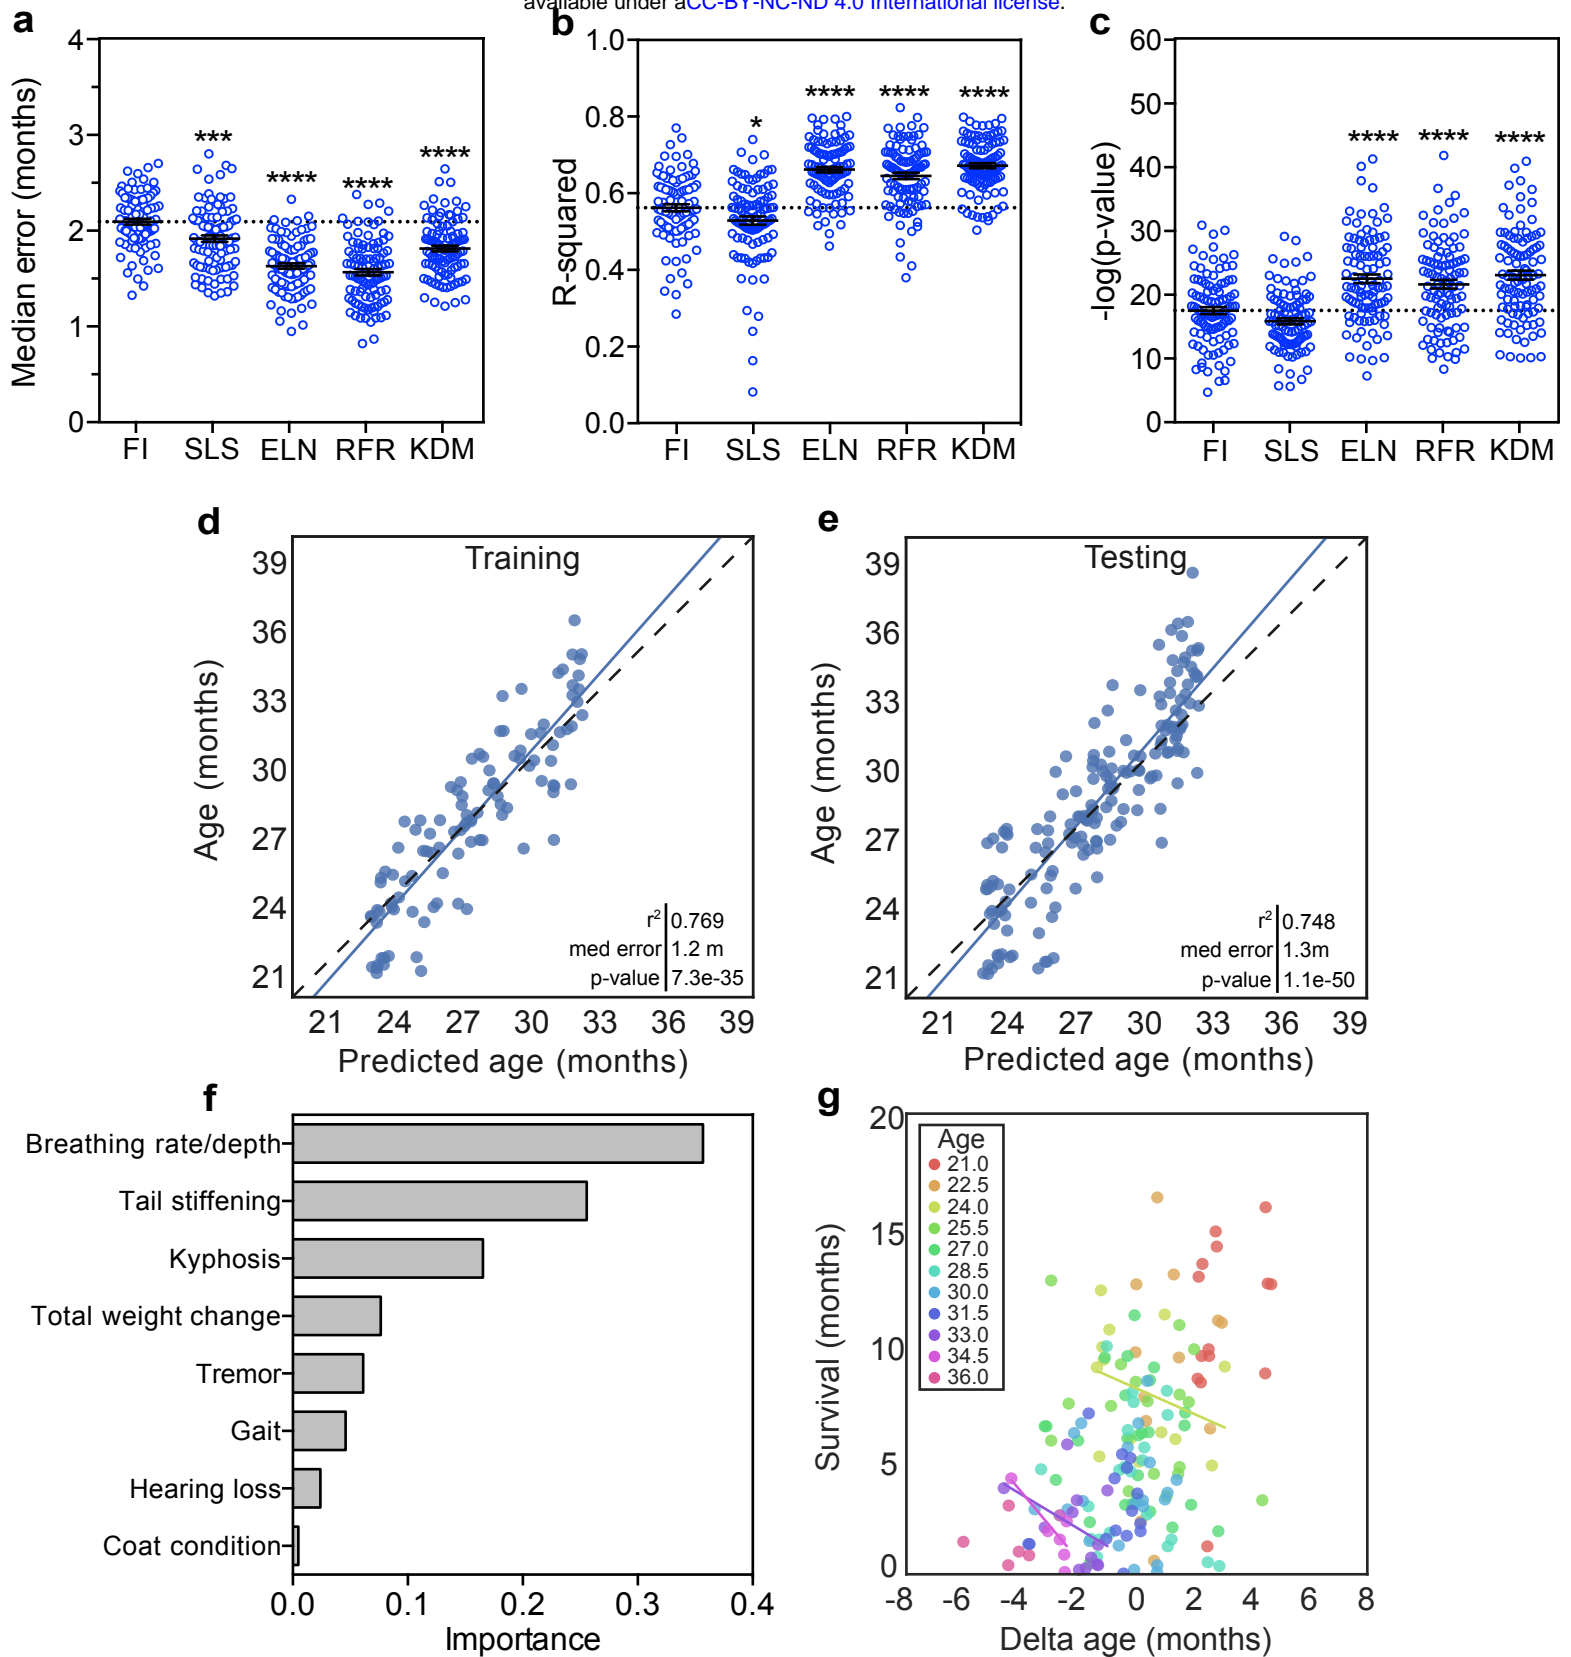 available under aCC-BY-NC-ND 4.0 International license.
a
Median error (months)
4
3
2
1
0
***
****
****
****
FI SLS ELN RFR KDM
b
R-squared
1.0
0.8
0.6
0.4
0.2
0.0
*
****
****
****
FI SLS ELN RFR KDM
c
-log(p-value)
60
50
40
30
20
10
0
****
****
****
FI SLS ELN RFR KDM
d
Training
Age (months)
39
36
33
30
27
24
21
r² 0.769
med error 1.2 m
p-value 7.3e-35
21 24 27 30 33 36 39
Predicted age (months)
e
Testing
Age (months)
39
36
33
30
27
24
21
r² 0.748
med error 1.3m
p-value 1.1e-50
21 24 27 30 33 36 39
Predicted age (months)
f
Breathing rate/depth
Tail stiffening
Kyphosis
Total weight change
Tremor
Gait
Hearing loss
Coat condition
0.0 0.1 0.2 0.3 0.4
Importance
g
Survival (months)
20
15
10
5
0
Age
21.0
22.5
24.0
25.5
27.0
28.5
30.0
31.5
33.0
34.5
36.0
-8 -6 -4 -2 0 2 4 6 8
Delta age (months)